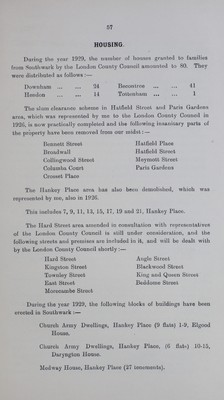 57
HOUSING.
During the year 1929, the number of houses granted to families
from Southwark by the London County Council amounted to 80. They
were distributed as follows :—
Downham ... ... ... 24 Becontree ... ... ... 41
Hendon ... ... ... 14 Tottenham ... ... ... 1
The slum clearance scheme in Hatfield Street and Paris Gardens
area, which was represented by me to the London County Council in
1926, is now practically completed and the following insanitary parts of
the property have been removed from our midst :—
Bennett Street Hatfield Place
Broadwall Hatfield Street
Collingwood Street Maymott Street
Columba Court Paris Gardens
Consest Place
The Hankey Place area has also been demolished, which was
represented by me, also in 1926.
This includes 7, 9, 11, 13, 15, 17, 19 and 21, Hankey Place.
The Hard Street area amended in consultation with representatives
of the London County Council is still under consideration, and the
following streets and premises are included in it, and will be dealt with
by the London County Council shortly :—
Hard Street Angle Street
Kingston Street Blackwood Street
Townley Street King and Queen Street
East Street Beddome Street
Morecambe Street
During the year 1929, the following blocks of buildings have been
erected in Southwark :—
Church Army Dwellings, Hankey Place (9 flats) 1-9, Elgood
House.
Church Army Dwellings, Hankey Place, (6 flats) 10-15,
Daryngton House.
Medway House, Hankey Place (27 tenements).